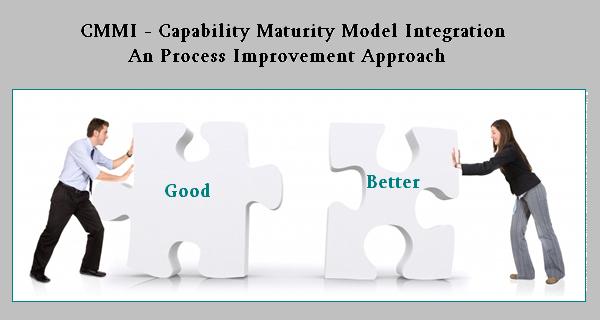 CMMI - Capability Maturity Model Integration
An Process Improvement Approach
Good
Better